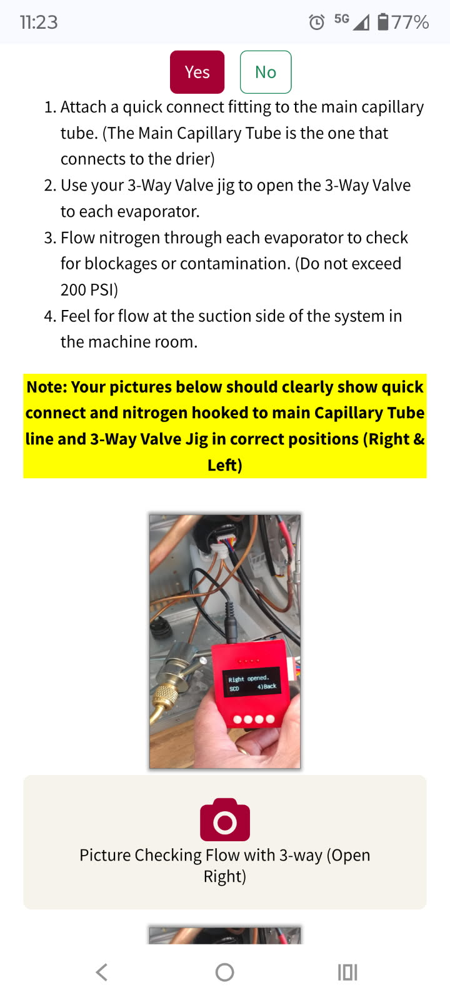 11:23
5G
77%
Yes
No
1. Attach a quick connect fitting to the main capillary
tube. (The Main Capillary Tube is the one that
connects to the drier)
2. Use your 3-Way Valve jig to open the 3-Way Valve
to each evaporator.
3. Flow nitrogen through each evaporator to check
for blockages or contamination. (Do not exceed
200 PSI)
4. Feel for flow at the suction side of the system in
the machine room.
Note: Your pictures below should clearly show quick
connect and nitrogen hooked to main Capillary Tube
line and 3-Way Valve Jig in correct positions (Right &
Left)
Right opened.
SCD 4)Back
Picture Checking Flow with 3-way (Open
Right)